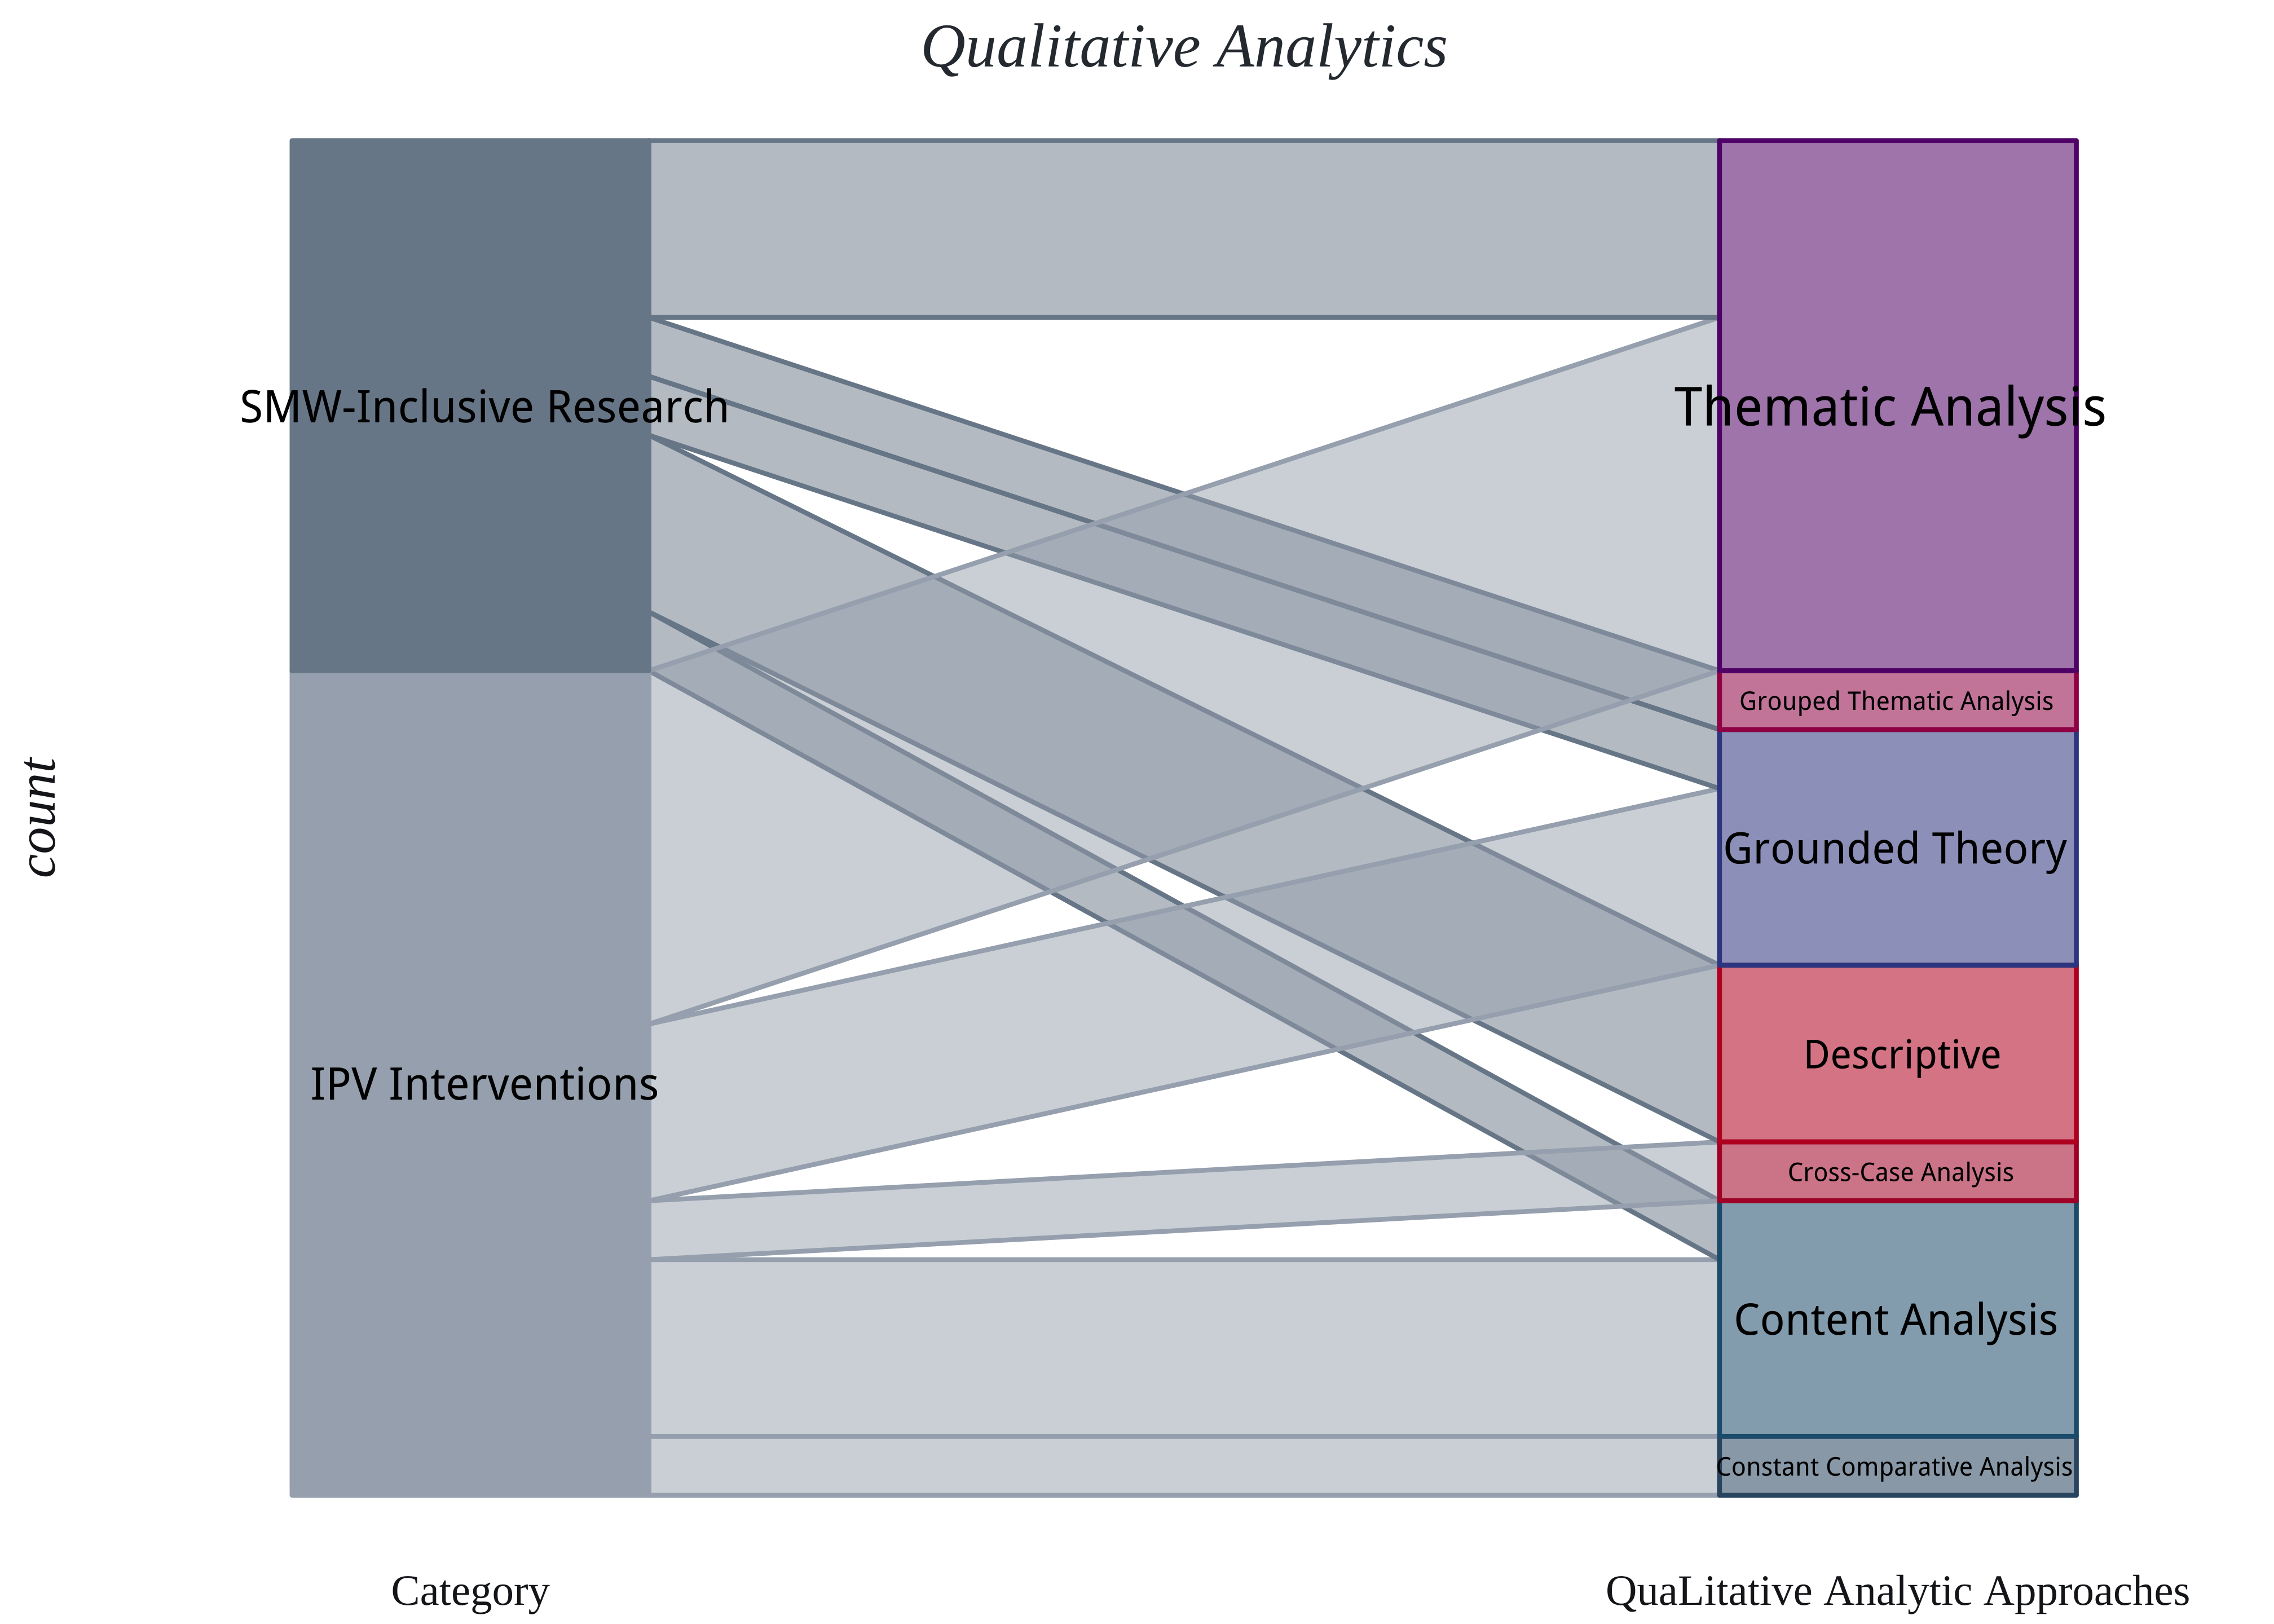 Qualitative Analytics
SMW-Inclusive Research
Thematic Analysis
Grouped Thematic Analysis
count
Grounded Theory
IPV Interventions
Descriptive
Cross-Case Analysis
Content Analysis
Constant Comparative Analysis
Category
QuaLitative Analytic Approaches